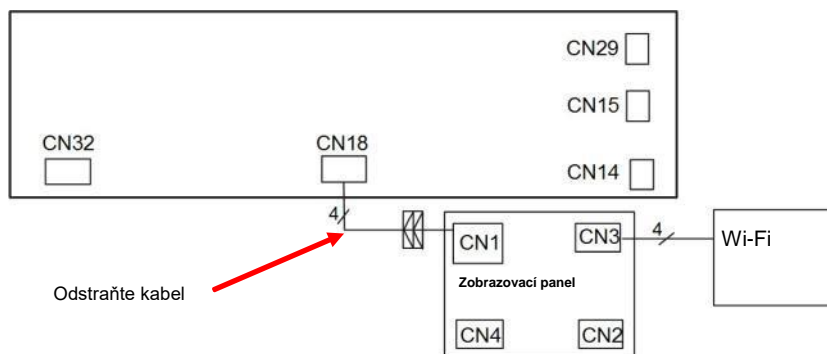 CN29
CN15
CN32
CN18
CN14
4
CN1
CN3
4
Wi-Fi
Zobrazovací panel
Odstraňte kabel
CN4
CN2